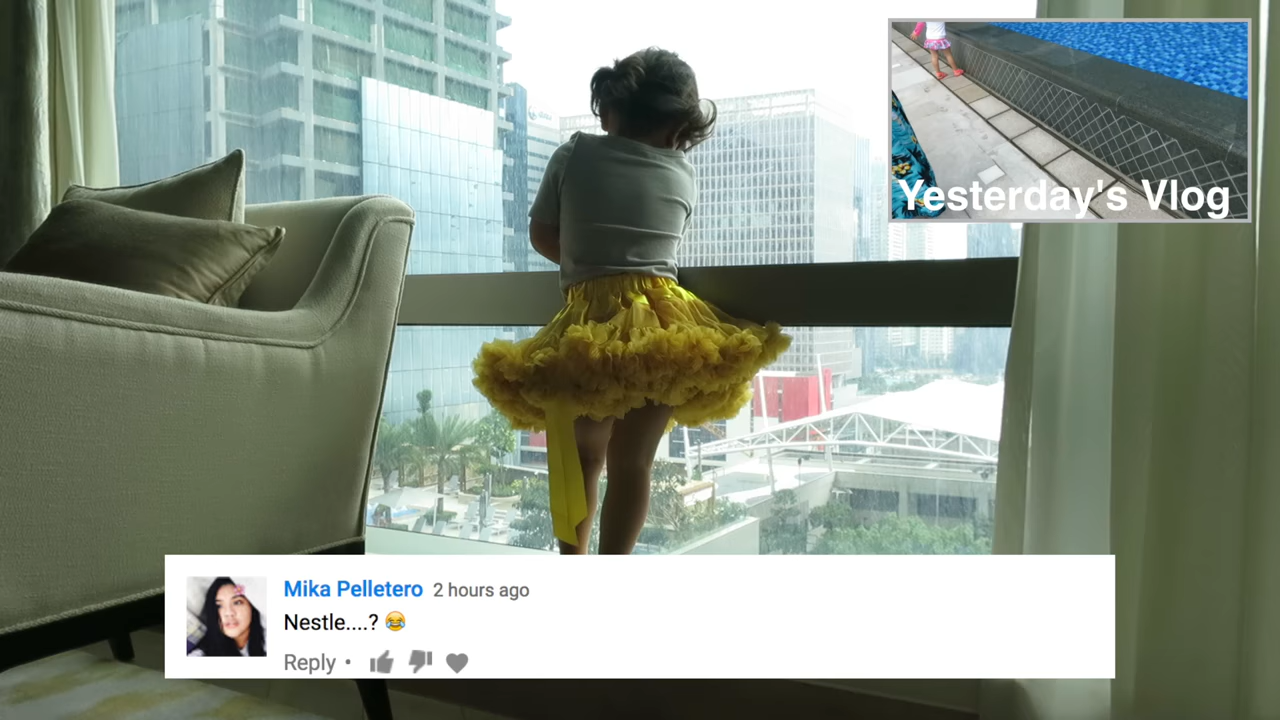 Yesterday's Vlog
Mika Pelletero 2 hours ago
Nestle....? 😂
Reply •